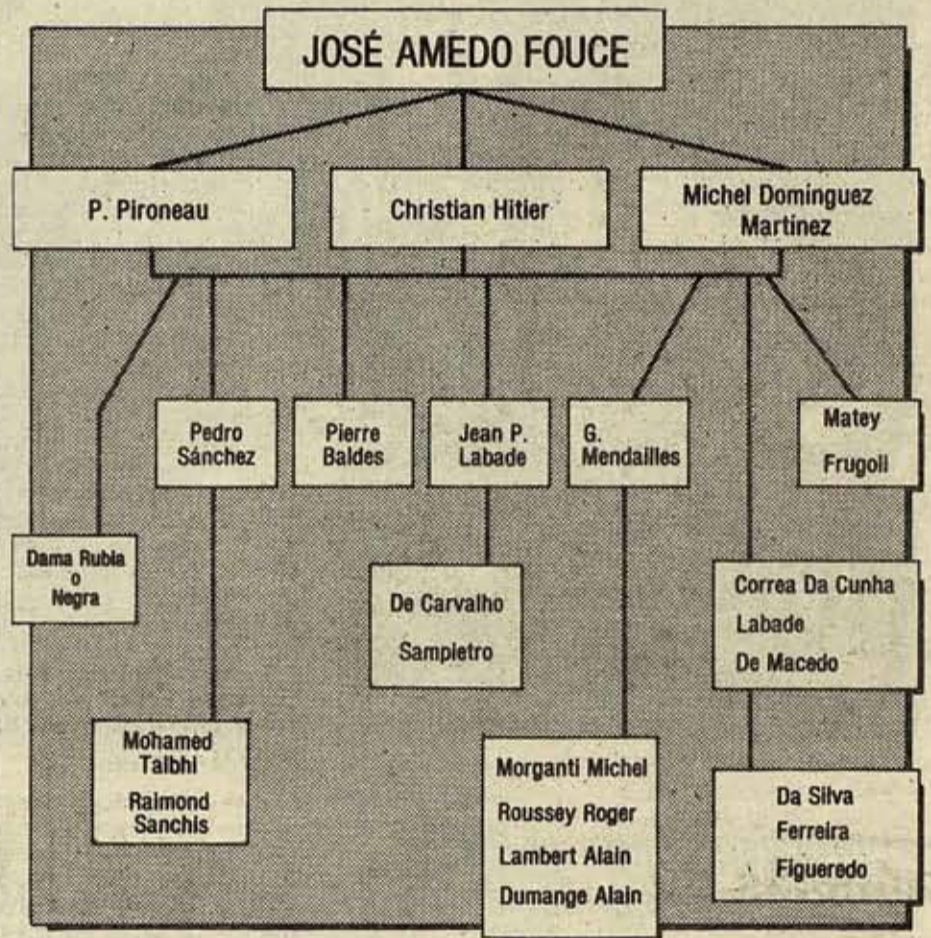 JOSÉ AMEDO FOUCE
P. Pironeau
Christian Hitier
Michel Domínguez
Martínez
Pedro
Sánchez
Pierre
Baldes
Jean P.
Labade
G.
Mendailles
Matey
Frugoli
Dama Rubia
o
Negra
De Carvalho
Sampietro
Correa Da Cunha
Labade
De Macedo
Mohamed
Talbhi
Raimond
Sanchis
Morganti Michel
Roussey Roger
Lambert Alain
Dumange Alain
Da Silva
Ferreira
Figueredo